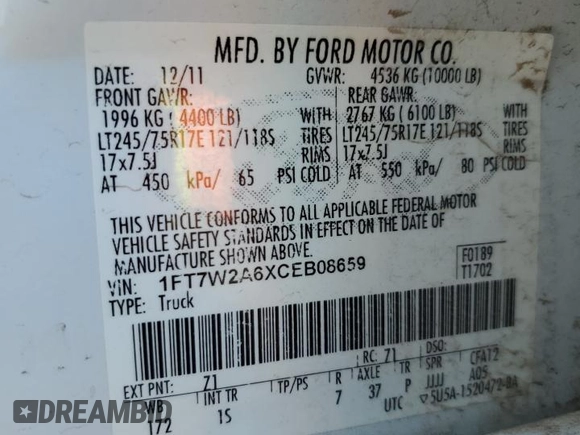 MFD. BY FORD MOTOR CO.
DATE: 12/11 GVWR: 4536 KG (10000 LB)
FRONT GAWR: REAR GAWR:
1996 KG ( 4400 LB) WITH 2767 KG ( 6100 LB) WITH
LT245/75R17E 121/118S TIRES LT245/75R17E 121/118S TIRES
17x7.5J RIMS 17x7.5J RIMS
AT 450 kPa/ 65 PSI COLD AT 550 kPa/ 80 PSI COLD
THIS VEHICLE CONFORMS TO ALL APPLICABLE FEDERAL MOTOR
VEHICLE SAFETY STANDARDS IN EFFECT ON THE DATE OF
MANUFACTURE SHOWN ABOVE.
VIN: 1FT7W2A6XCEB08659 F0189
TYPE: Truck T1702
EXT PNT: Z1 RC: Z1 DSO:
WB INT TR TP/PS R AXLE TR SPR CFA12
172 1S 7 37 P JJJJ A05
UTC ▽5U5A-1520472-BA
DREAMBID